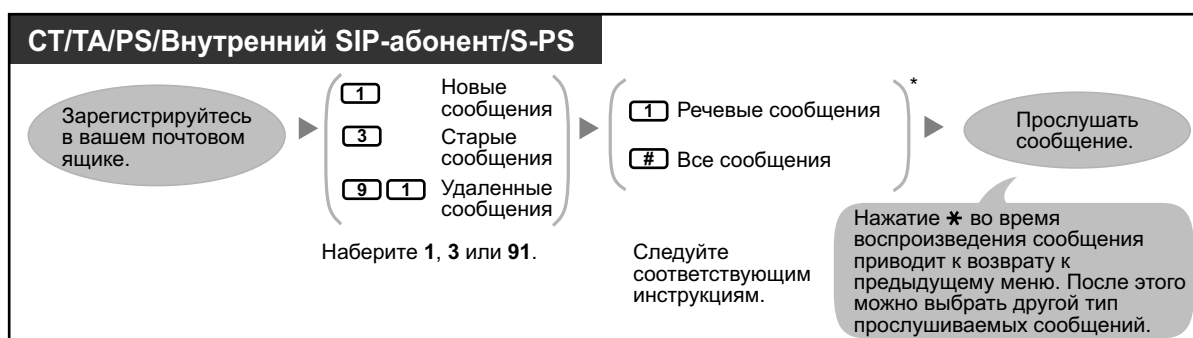 CT/TA/PS/Внутренний SIP-абонент/S-PS
Зарегистрируйтесь
в вашем почтовом
ящике.
1 Новые
сообщения
3 Старые
сообщения
9 1 Удаленные
сообщения
Наберите 1, 3 или 91.
1 Речевые сообщения
# Все сообщения
*
Следуйте
соответствующим
инструкциям.
Прослушать
сообщение.
Нажатие * во время
воспроизведения сообщения
приводит к возврату к
предыдущему меню. После этого
можно выбрать другой тип
прослушиваемых сообщений.